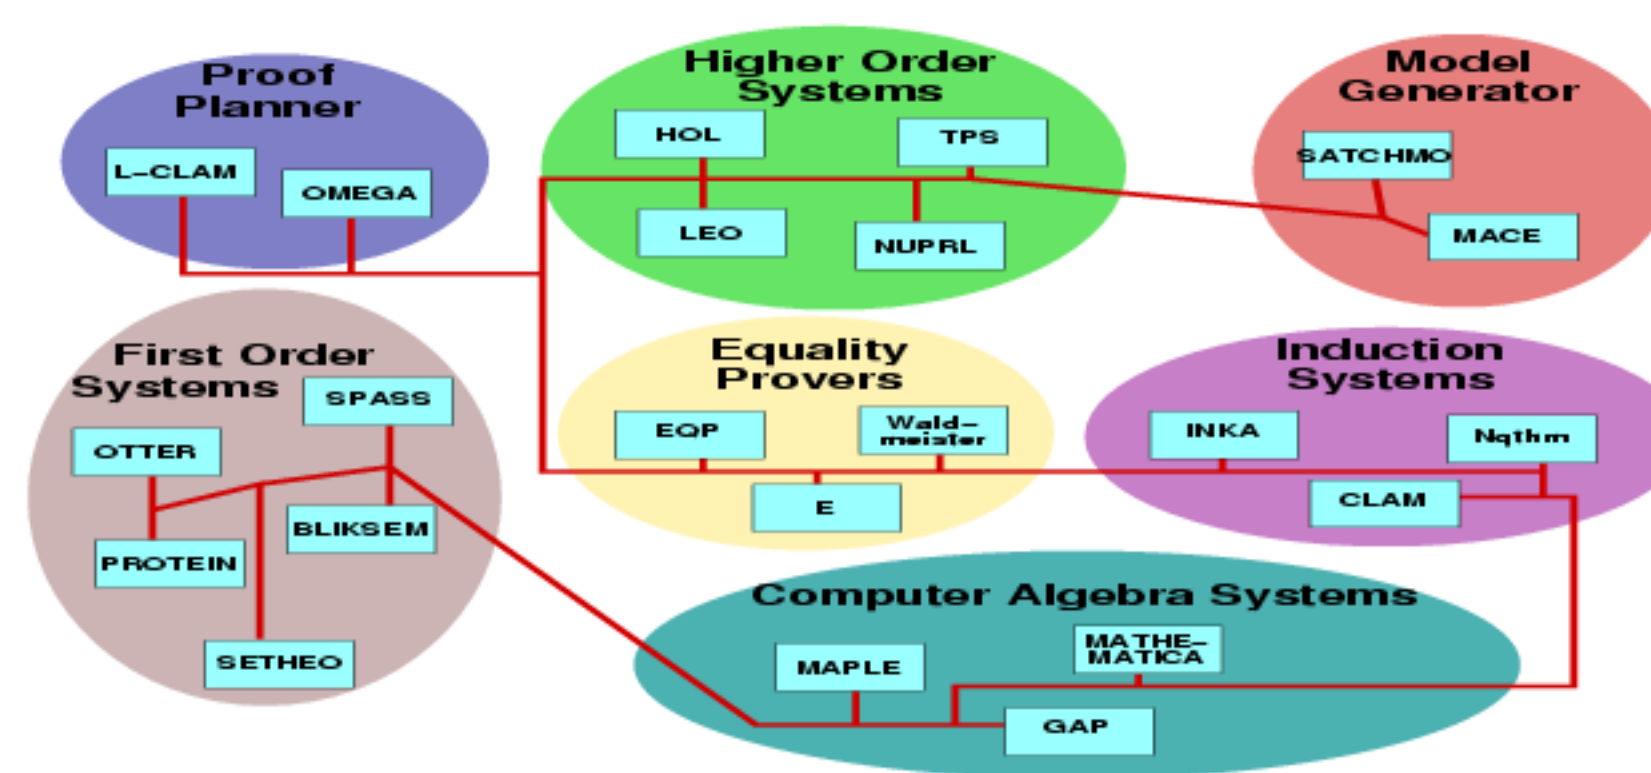 Proof
Planner
L-CLAM
OMEGA
Higher Order
Systems
HOL
TPS
LEO
NUPRL
Model
Generator
SATCHMO
MACE
First Order
Systems
SPASS
OTTER
BLIKSEM
PROTEIN
SETHEO
Equality
Provers
EQP
Wald-
meister
E
Induction
Systems
INKA
Nqthm
CLAM
Computer Algebra Systems
MAPLE
MATHE-
MATICA
GAP